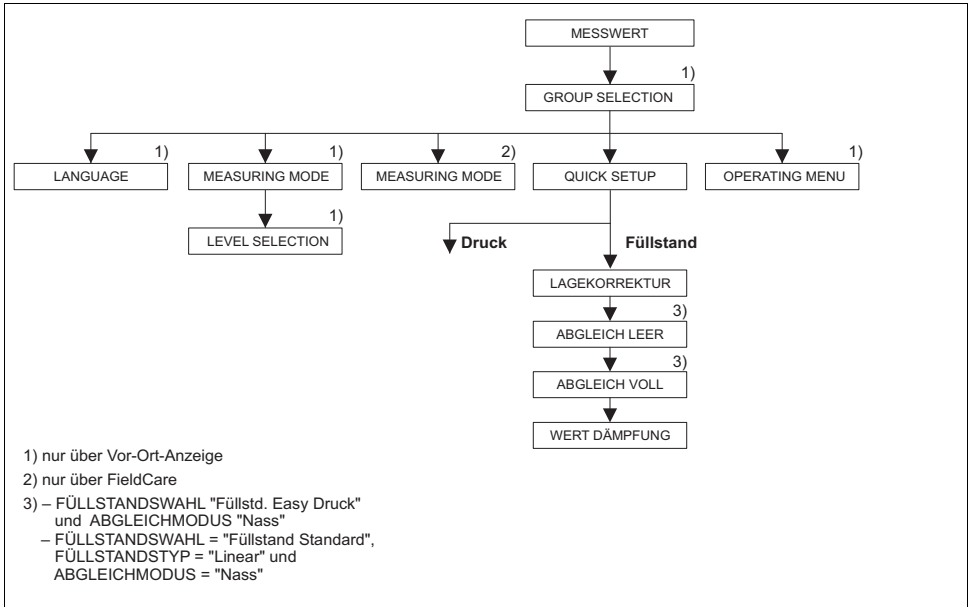 MESSWERT
1)
GROUP SELECTION
1)
LANGUAGE
1)
MEASURING MODE
2)
MEASURING MODE
QUICK SETUP
1)
OPERATING MENU
1)
LEVEL SELECTION
Druck
Füllstand
LAGEKORREKTUR
3)
ABGLEICH LEER
3)
ABGLEICH VOLL
WERT DÄMPFUNG
1) nur über Vor-Ort-Anzeige
2) nur über FieldCare
3) – FÜLLSTANDSWAHL "Füllstd. Easy Druck"
und ABGLEICHMODUS "Nass"
– FÜLLSTANDSWAHL = "Füllstand Standard",
FÜLLSTANDSTYP = "Linear" und
ABGLEICHMODUS = "Nass"